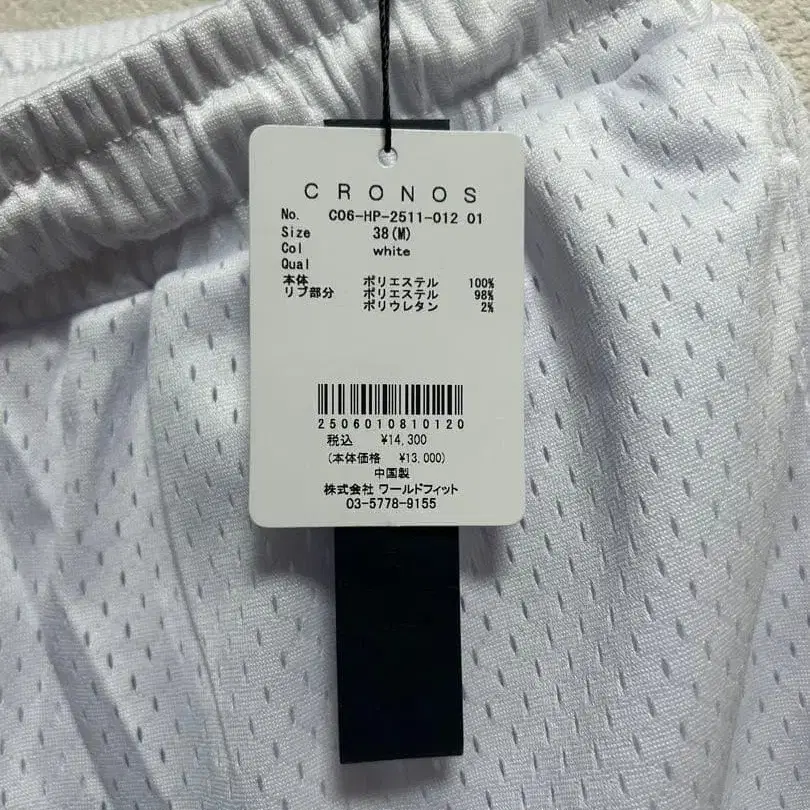 CRONOS
No. C06-HP-2511-012 01
Size 38(M)
Col white
Qual
本体 ポリエステル 100%
リブ部分 ポリエステル 98%
ポリウレタン 2%
2506010810120
税込 ¥14,300
(本体価格 ¥13,000)
中国製
株式会社 ワールドフィット
03-5778-9155